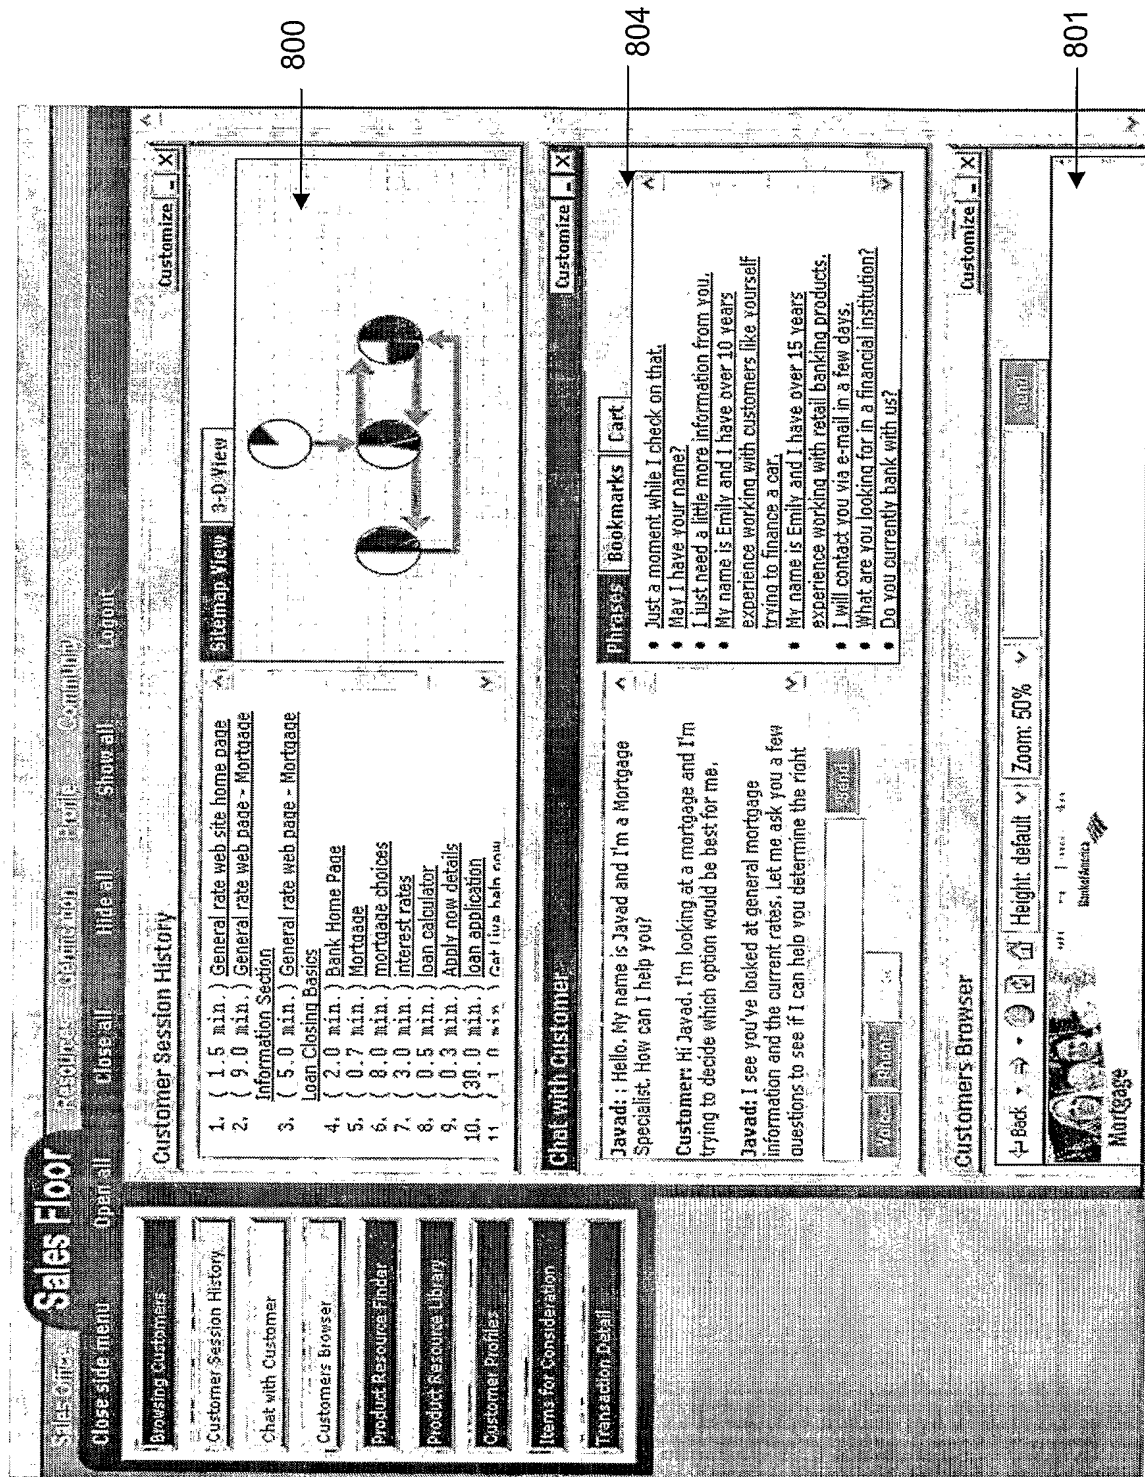 Sales Office
Sales Floor
Resources
Profile
Community
Close side menu
Open all
Close all
Hide all
Show all
Logout
Browsing Customers
Customer Session History
Chat with Customer
Customers Browser
Product Resource Finder
Product Resource Library
Customer Profiles
Items for Consideration
Transaction Detail
Customer Session History
Customize _ X
1. ( 1.5 min.) General rate web site home page
2. ( 9.0 min.) General rate web page - Mortgage
Information Section
3. ( 5.0 min.) General rate web page - Mortgage
Loan Closing Basics
4. ( 2.0 min.) Bank Home Page
5. ( 0.7 min.) Mortgage
6. ( 8.0 min.) mortgage choices
7. ( 3.0 min.) interest rates
8. ( 0.5 min.) loan calculator
9. ( 0.3 min.) Apply now details
10. (30.0 min.) loan application
11 ( 1.0 min.) Get live help now
Sitemap View
3-D View
800
Chat with Customer
Customize _ X
Javad: : Hello. My name is Javad and I'm a Mortgage
Specialist. How can I help you?
Customer: Hi Javad. I'm looking at a mortgage and I'm
trying to decide which option would be best for me.
Javad: I see you've looked at general mortgage
information and the current rates. Let me ask you a few
questions to see if I can help you determine the right
Send
Phone
Phrases
Bookmarks
Cart
• Just a moment while I check on that.
• May I have your name?
• I just need a little more information from you.
• My name is Emily and I have over 10 years
experience working with customers like yourself
trying to finance a car.
• My name is Emily and I have over 15 years
experience working with retail banking products.
• I will contact you via e-mail in a few days.
• What are you looking for in a financial institution?
• Do you currently bank with us?
804
Customers Browser
Customize _ X
Back
Height: default
Zoom: 50%
Send
Bank of America
Mortgage
801